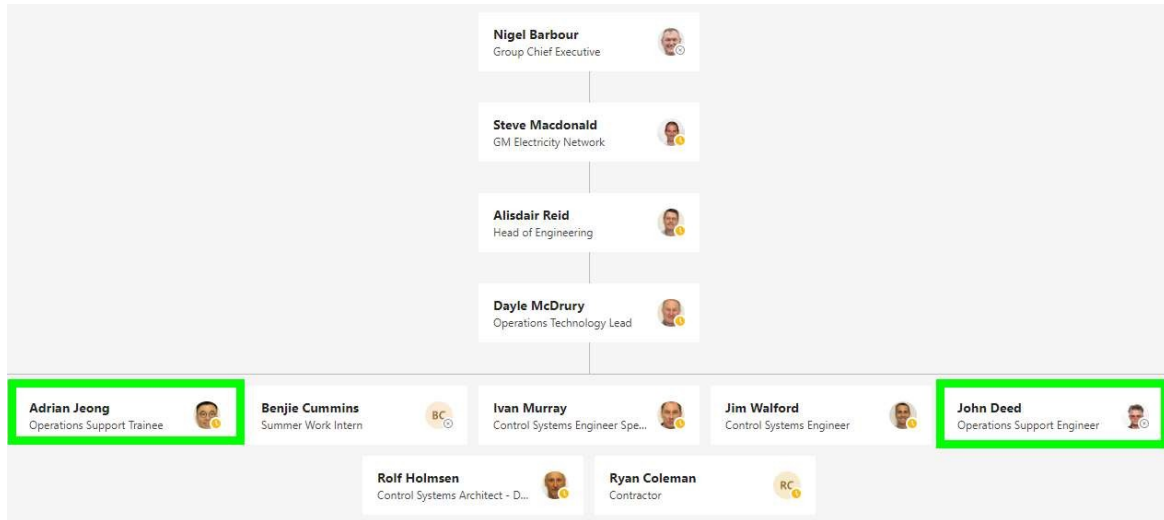 Nigel Barbour
Group Chief Executive
Steve Macdonald
GM Electricity Network
Alisdair Reid
Head of Engineering
Dayle McDrury
Operations Technology Lead
Adrian Jeong
Operations Support Trainee
Benjie Cummins
Summer Work Intern
BC
Ivan Murray
Control Systems Engineer Spe...
Jim Walford
Control Systems Engineer
John Deed
Operations Support Engineer
Rolf Holmsen
Control Systems Architect - D...
Ryan Coleman
Contractor
RC